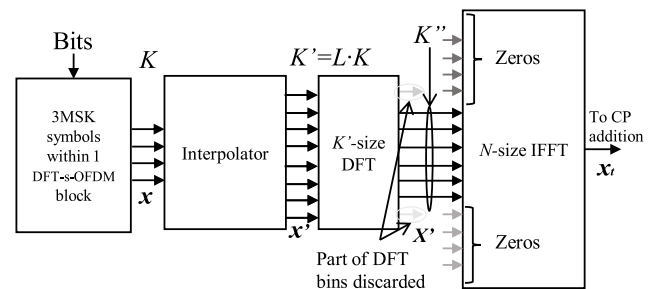 Bits
K
K'=L·K
K''
Zeros
3MSK
symbols
within 1
DFT-s-OFDM
block
Interpolator
K'-size
DFT
N-size IFFT
To CP
addition
x
x'
X'
x_t
Zeros
Part of DFT
bins discarded